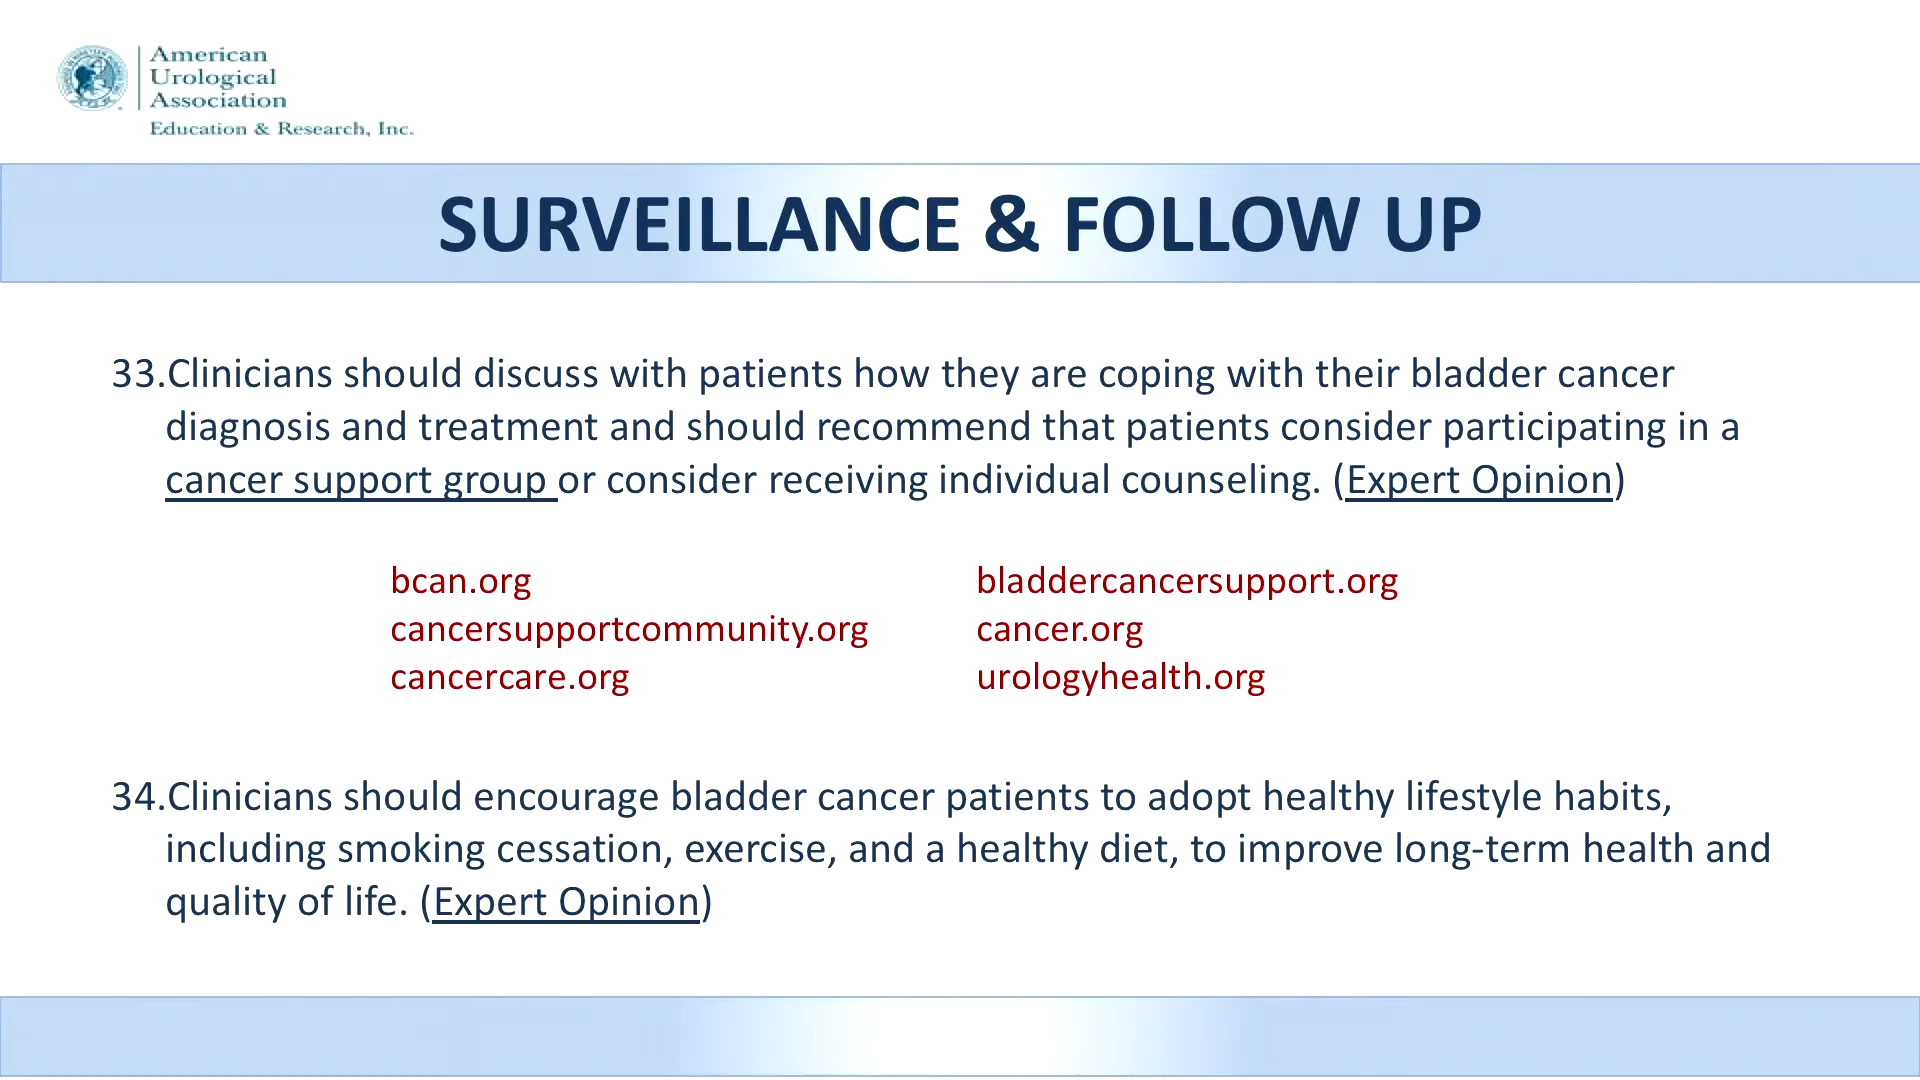 American
Urological
Association
Education & Research, Inc.
SURVEILLANCE & FOLLOW UP
33.Clinicians should discuss with patients how they are coping with their bladder cancer
diagnosis and treatment and should recommend that patients consider participating in a
cancer support group or consider receiving individual counseling. (Expert Opinion)
bcan.org
bladdercancersupport.org
cancersupportcommunity.org
cancer.org
cancercare.org
urologyhealth.org
34.Clinicians should encourage bladder cancer patients to adopt healthy lifestyle habits,
including smoking cessation, exercise, and a healthy diet, to improve long-term health and
quality of life. (Expert Opinion)